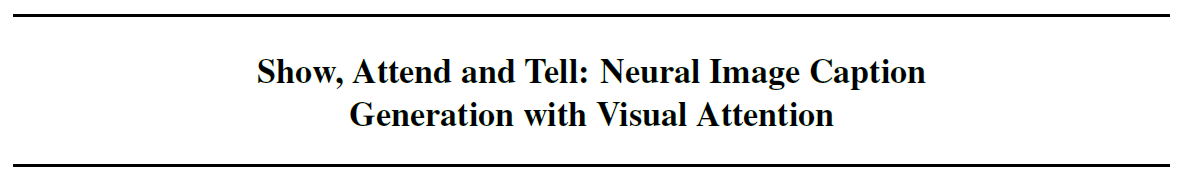 Show, Attend and Tell: Neural Image Caption
Generation with Visual Attention